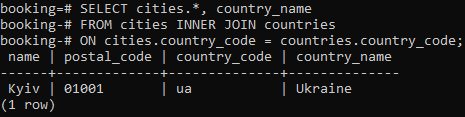 booking=# SELECT cities.*, country_name
booking-# FROM cities INNER JOIN countries
booking-# ON cities.country_code = countries.country_code;
 name | postal_code | country_code | country_name
------+-------------+--------------+--------------
 Kyiv | 01001       | ua           | Ukraine
(1 row)